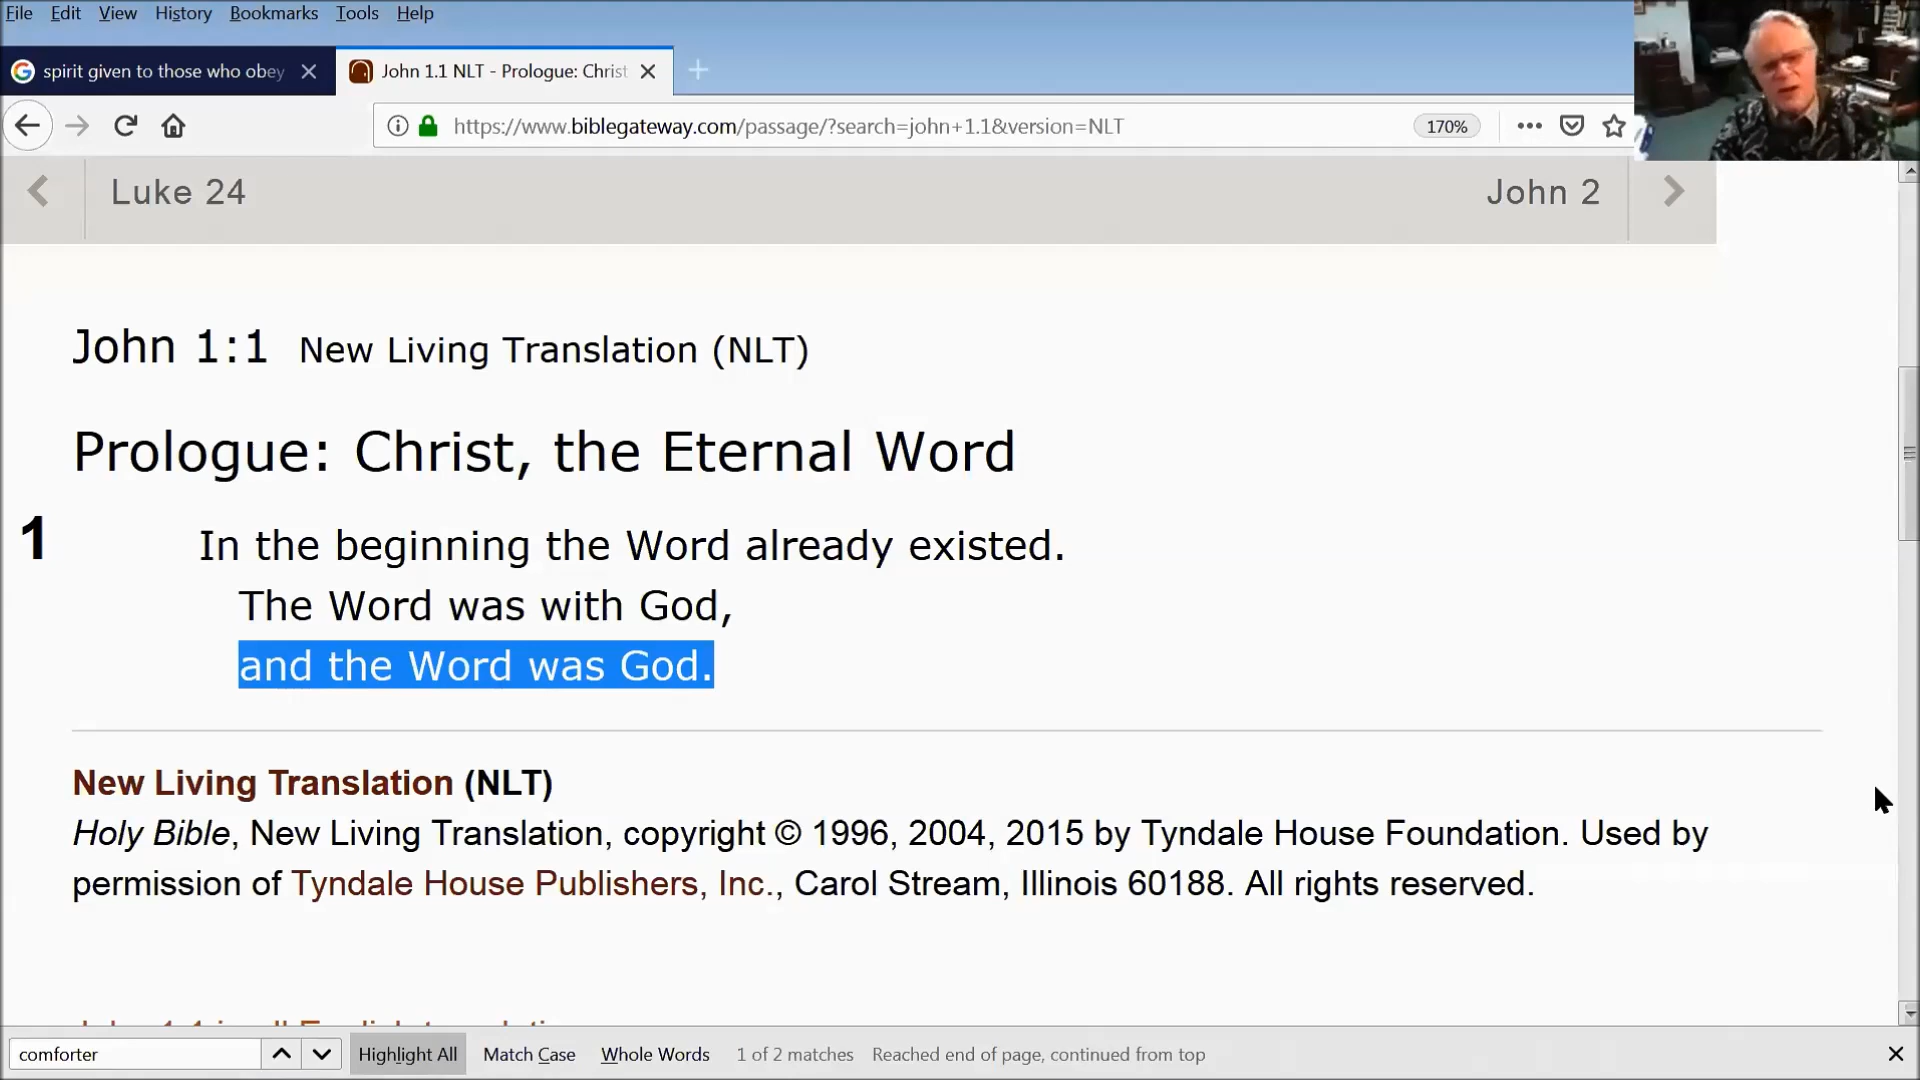 File Edit View History Bookmarks Tools Help
spirit given to those who obey
John 1.1 NLT - Prologue: Christ
https://www.biblegateway.com/passage/?search=john+1.1&version=NLT
170%
Luke 24
John 2
John 1:1 New Living Translation (NLT)
Prologue: Christ, the Eternal Word
1 In the beginning the Word already existed.
The Word was with God,
and the Word was God.
New Living Translation (NLT)
Holy Bible, New Living Translation, copyright © 1996, 2004, 2015 by Tyndale House Foundation. Used by
permission of Tyndale House Publishers, Inc., Carol Stream, Illinois 60188. All rights reserved.
comforter Highlight All Match Case Whole Words 1 of 2 matches Reached end of page, continued from top